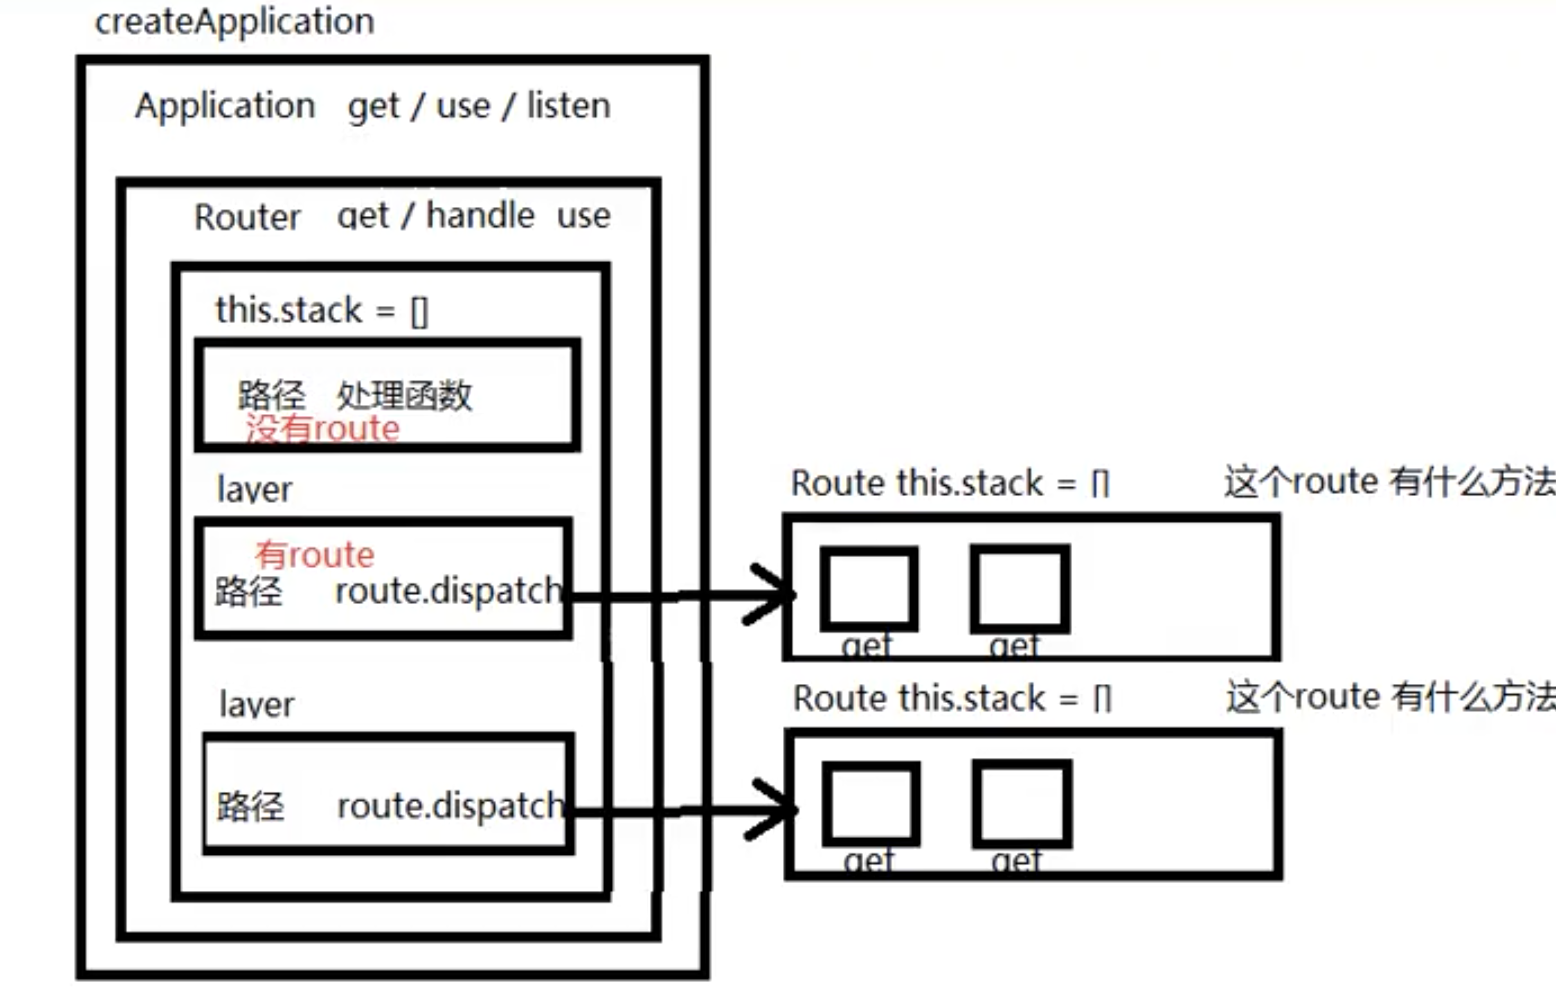 createApplication
Application get / use / listen
Router get / handle use
this.stack = []
路径 处理函数
没有route
layer
有route
路径 route.dispatch
layer
路径 route.dispatch
Route this.stack = [] 这个route 有什么方法
get get
Route this.stack = [] 这个route 有什么方法
get get